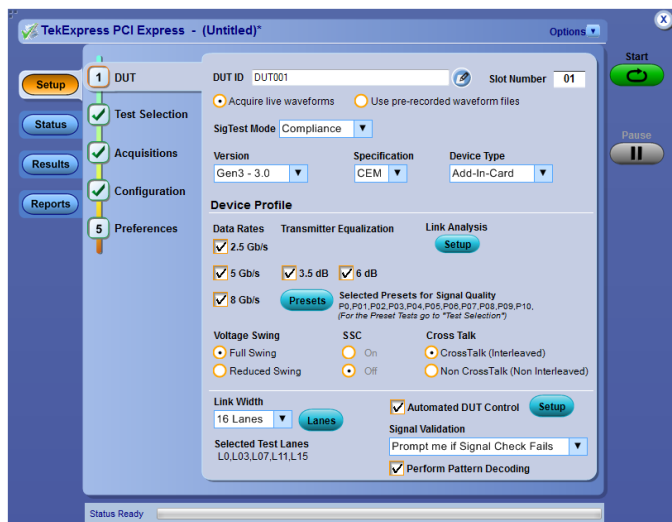 TekExpress PCI Express - (Untitled)*
Options
X
Start
Pause
Setup
Status
Results
Reports
1 DUT
Test Selection
Acquisitions
Configuration
5 Preferences
DUT ID DUT001 Slot Number 01
Acquire live waveforms Use pre-recorded waveform files
SigTest Mode Compliance
Version Specification Device Type
Gen3 - 3.0 CEM Add-In-Card
Device Profile
Data Rates Transmitter Equalization Link Analysis
2.5 Gb/s Setup
5 Gb/s 3.5 dB 6 dB
8 Gb/s Presets Selected Presets for Signal Quality
P0,P01,P02,P03,P04,P05,P06,P07,P08,P09,P10,
(For the Preset Tests go to "Test Selection")
Voltage Swing SSC Cross Talk
Full Swing On CrossTalk (Interleaved)
Reduced Swing Off Non CrossTalk (Non Interleaved)
Link Width
16 Lanes Lanes
Selected Test Lanes
L0,L03,L07,L11,L15
Automated DUT Control Setup
Signal Validation
Prompt me if Signal Check Fails
Perform Pattern Decoding
Status Ready